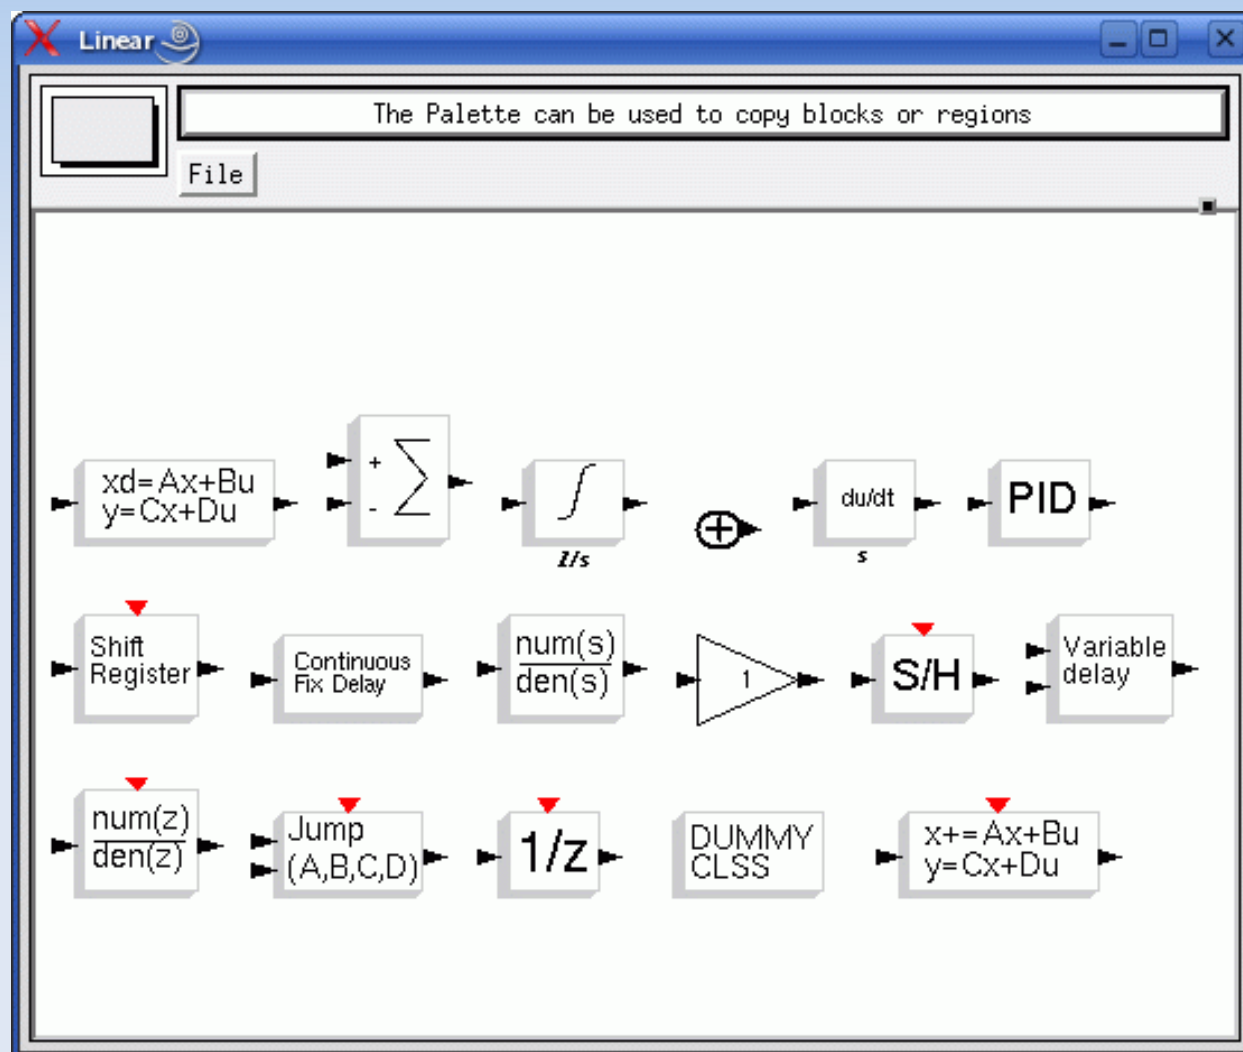 Linear
The Palette can be used to copy blocks or regions
File
xd=Ax+Bu
y=Cx+Du
+
-
1/s
+
du/dt
s
PID
Shift
Register
Continuous
Fix Delay
num(s)
den(s)
1
S/H
Variable
delay
num(z)
den(z)
Jump
(A,B,C,D)
1/z
DUMMY
CLSS
x+=Ax+Bu
y=Cx+Du